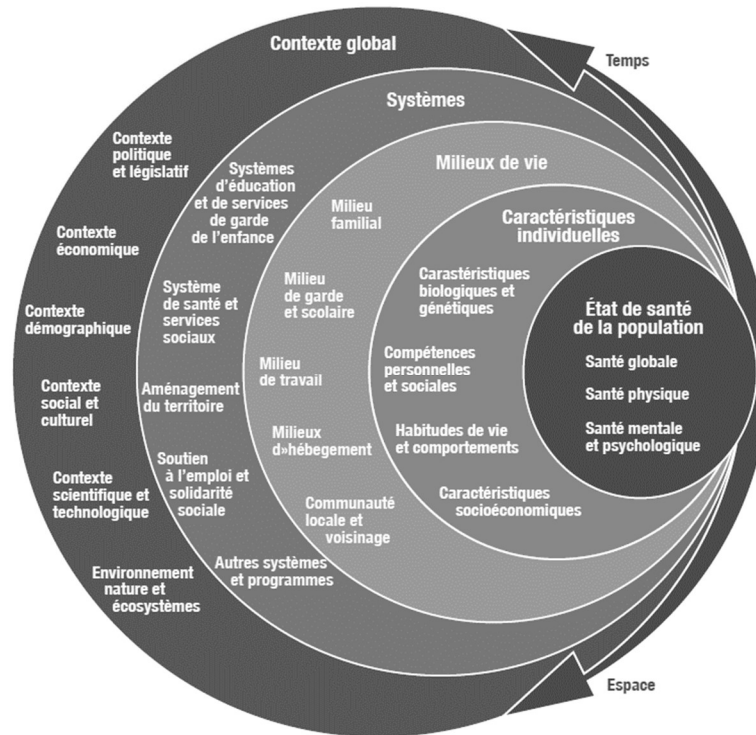 Contexte global
Temps
Systèmes
Contexte
politique
et législatif
Contexte
économique
Contexte
démographique
Contexte
social et
culturel
Contexte
scientifique et
technologique
Environnement
nature et
écosystèmes
Systèmes
d'éducation
et de services
de garde
de l'enfance
Système
de santé et
services
sociaux
Aménagement
du territoire
Soutien
à l'emploi et
solidarité
sociale
Autres systèmes
et programmes
Milieux de vie
Milieu
familial
Milieu
de garde
et scolaire
Milieu
de travail
Milieux
d»hébegement
Communauté
locale et
voisinage
Caractéristiques
individuelles
Carastéristiques
biologiques et
génétiques
Compétences
personnelles
et sociales
Habitudes de vie
et comportements
Caractéristiques
socioéconomiques
État de santé
de la population
Santé globale
Santé physique
Santé mentale
et psychologique
Espace